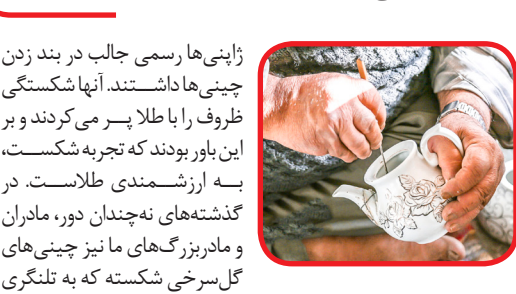 ژاپنی‌ها رسمی جالب در بند زدن
چینی‌ها داشتند. آنها شکستگی
ظروف را با طلا پر می‌کردند و بر
این باور بودند که تجربه شکست،
به ارزشمندی طلاست. در
گذشته‌های نه‌چندان دور، مادران
و مادربزرگ‌های ما نیز چینی‌های
گل‌سرخی شکسته که به تلنگری